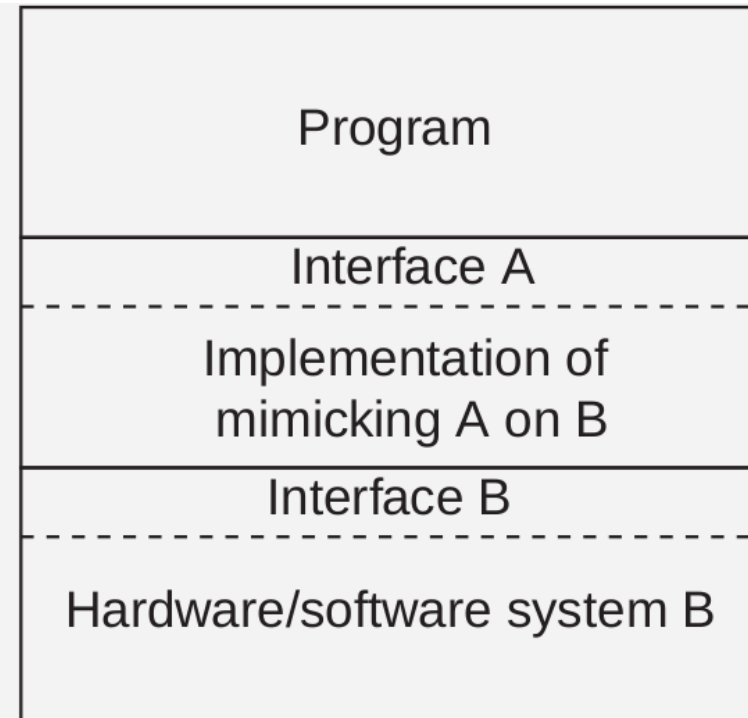 Program
Interface A
Implementation of
mimicking A on B
Interface B
Hardware/software system B